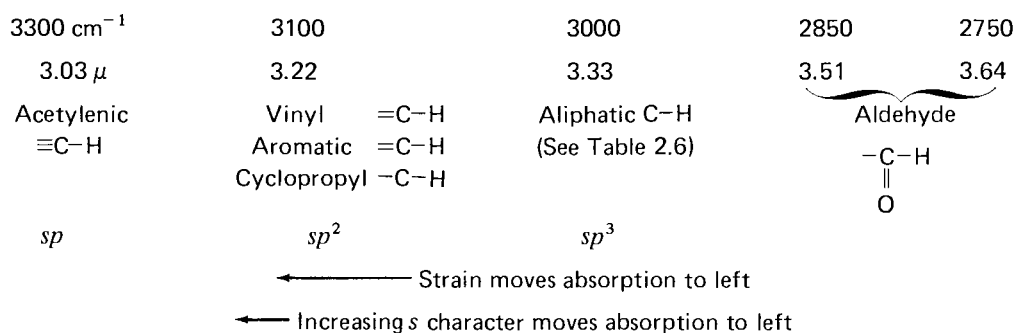 3300 cm⁻¹ 3100 3000 2850 2750
3.03 μ 3.22 3.33 3.51 3.64
Acetylenic Vinyl =C−H Aliphatic C−H Aldehyde
≡C−H Aromatic =C−H (See Table 2.6) −C−H
Cyclopropyl −C−H ||
O
sp sp² sp³
Strain moves absorption to left
Increasing s character moves absorption to left